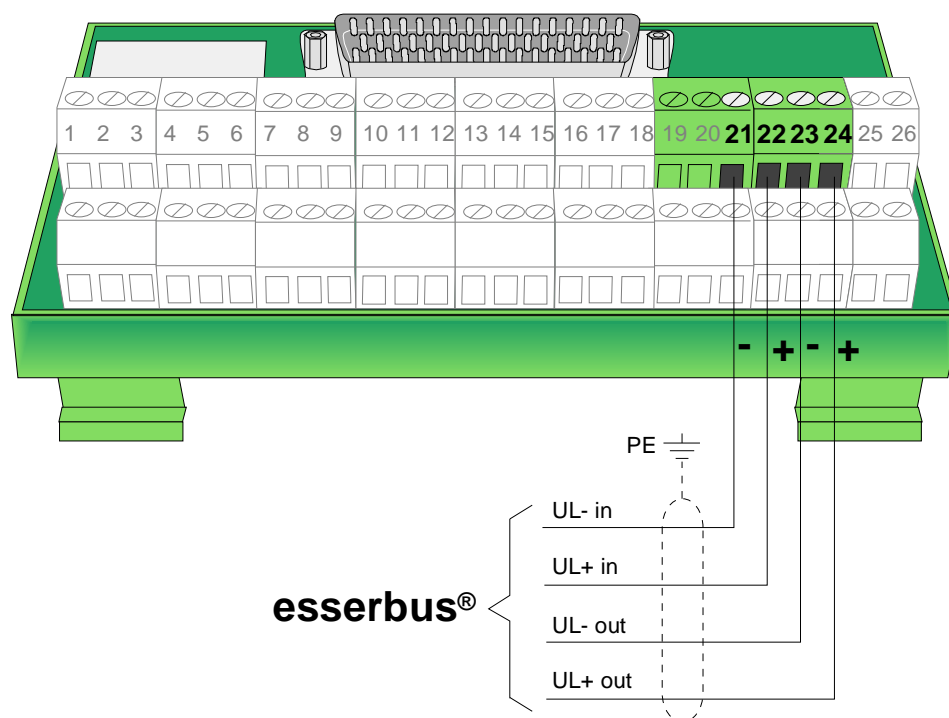 1 2 3 4 5 6 7 8 9 10 11 12 13 14 15 16 17 18 19 20 21 22 23 24 25 26
- + - +
PE
UL- in
UL+ in
esserbus®
UL- out
UL+ out